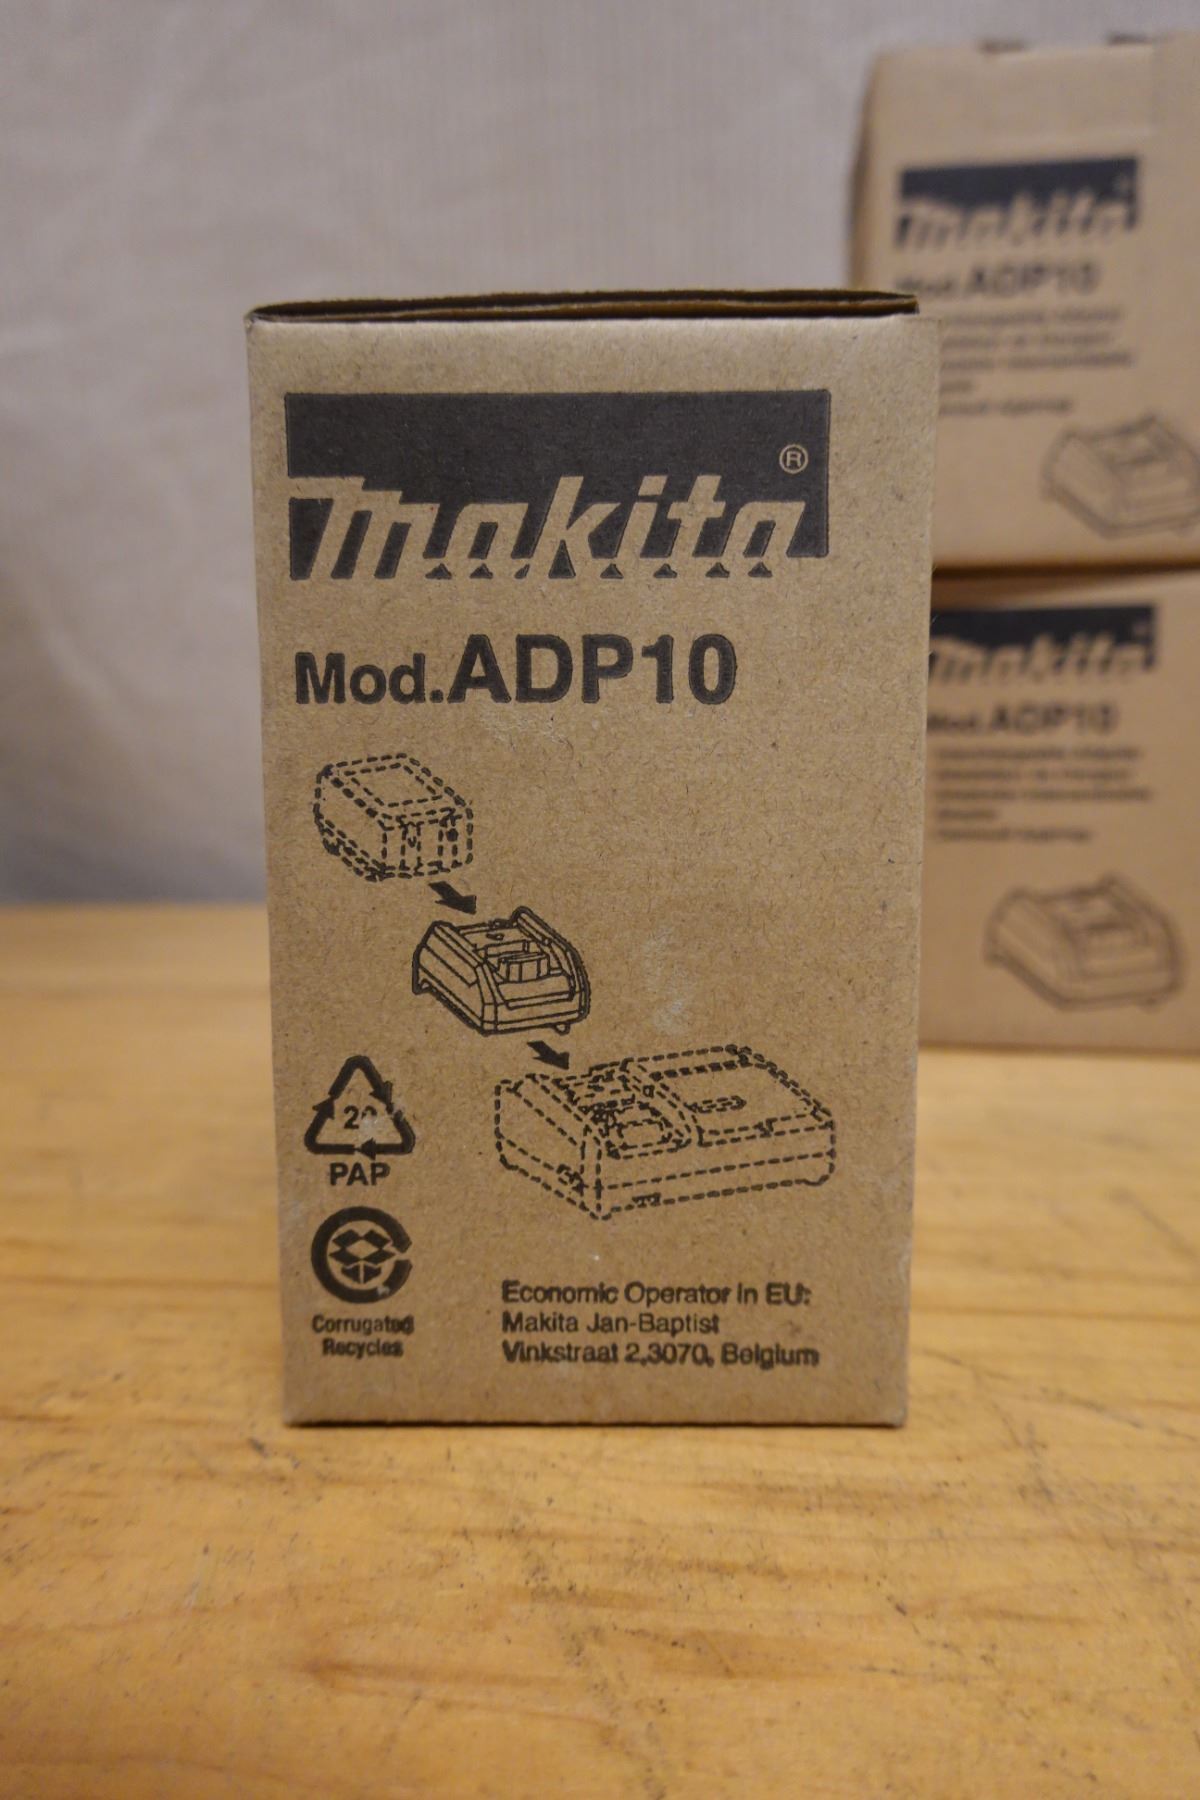 makita®
Mod.ADP10
20
PAP
Corrugated
Recycles
Economic Operator in EU:
Makita Jan-Baptist
Vinkstraat 2,3070, Belgium
makita
Mod.ADP10
makita
Mod.ADP10